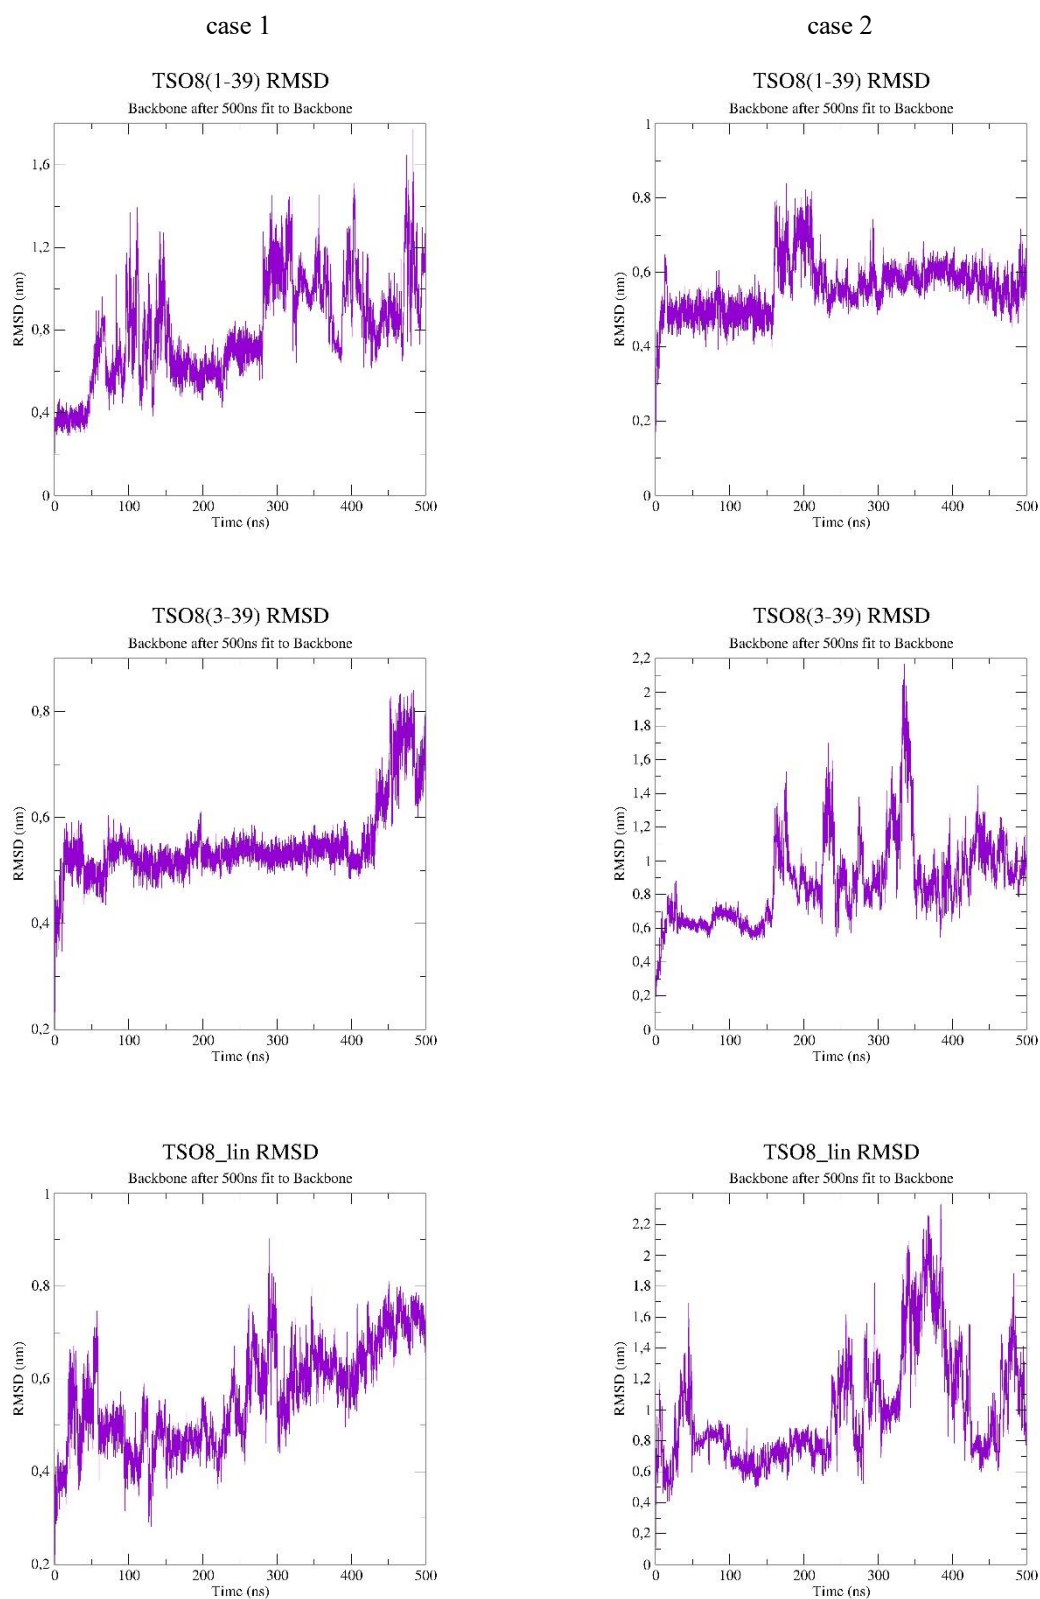 case 1
case 2
TSO8(1-39) RMSD
Backbone after 500ns fit to Backbone
1,6
1,2
0,8
0,4
0
RMSD (nm)
0 100 200 300 400 500
Time (ns)
TSO8(1-39) RMSD
Backbone after 500ns fit to Backbone
1
0,8
0,6
0,4
0,2
0
RMSD (nm)
0 100 200 300 400 500
Time (ns)
TSO8(3-39) RMSD
Backbone after 500ns fit to Backbone
0,8
0,6
0,4
0,2
RMSD (nm)
0 100 200 300 400 500
Time (ns)
TSO8(3-39) RMSD
Backbone after 500ns fit to Backbone
2,2
2
1,8
1,6
1,4
1,2
1
0,8
0,6
0,4
0,2
0
RMSD (nm)
0 100 200 300 400 500
Time (ns)
TSO8_lin RMSD
Backbone after 500ns fit to Backbone
1
0,8
0,6
0,4
0,2
RMSD (nm)
0 100 200 300 400 500
Time (ns)
TSO8_lin RMSD
Backbone after 500ns fit to Backbone
2,2
2
1,8
1,6
1,4
1,2
1
0,8
0,6
0,4
0,2
0
RMSD (nm)
0 100 200 300 400 500
Time (ns)